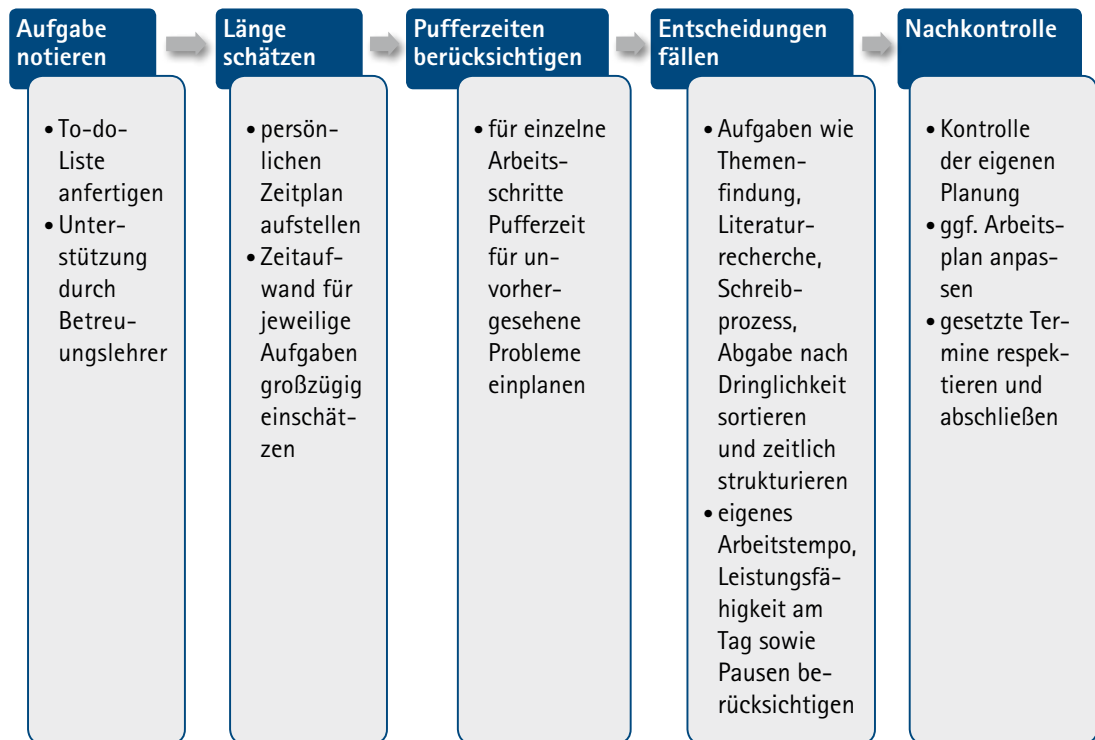 Aufgabe
notieren
• To-do-
Liste
anfertigen
• Unter-
stützung
durch
Betreu-
ungslehrer
Länge
schätzen
• persön-
lichen
Zeitplan
aufstellen
• Zeitauf-
wand für
jeweilige
Aufgaben
großzügig
einschät-
zen
Pufferzeiten
berücksichtigen
• für einzelne
Arbeits-
schritte
Pufferzeit
für un-
vorher-
gesehene
Probleme
einplanen
Entscheidungen
fällen
• Aufgaben wie
Themen-
findung,
Literatur-
recherche,
Schreib-
prozess,
Abgabe nach
Dringlichkeit
sortieren
und zeitlich
strukturieren
• eigenes
Arbeitstempo,
Leistungsfä-
higkeit am
Tag sowie
Pausen be-
rücksichtigen
Nachkontrolle
• Kontrolle
der eigenen
Planung
• ggf. Arbeits-
plan anpas-
sen
• gesetzte Ter-
mine respek-
tieren und
abschließen